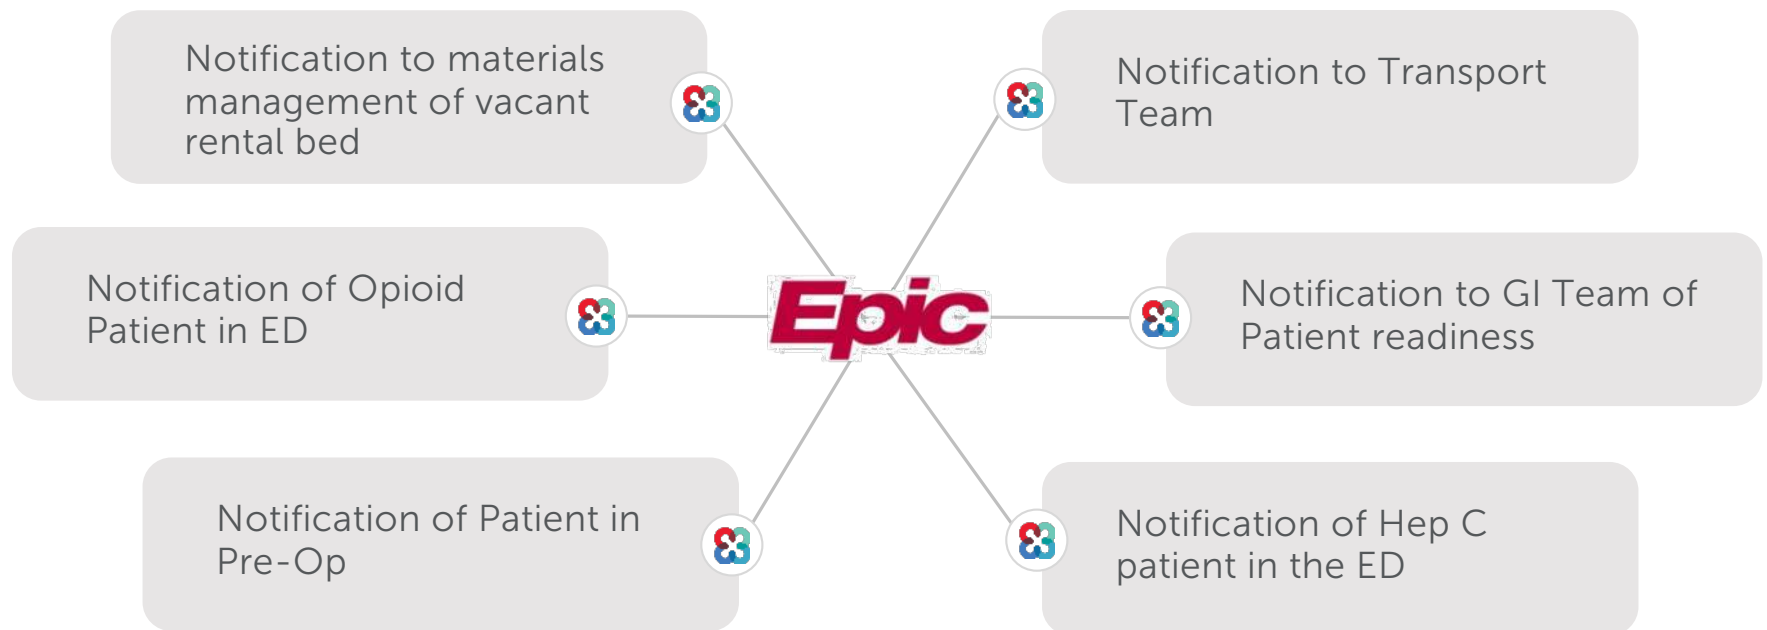 Notification to materials
management of vacant
rental bed
Notification to Transport
Team
Notification of Opioid
Patient in ED
Epic
Notification to GI Team of
Patient readiness
Notification of Patient in
Pre-Op
Notification of Hep C
patient in the ED